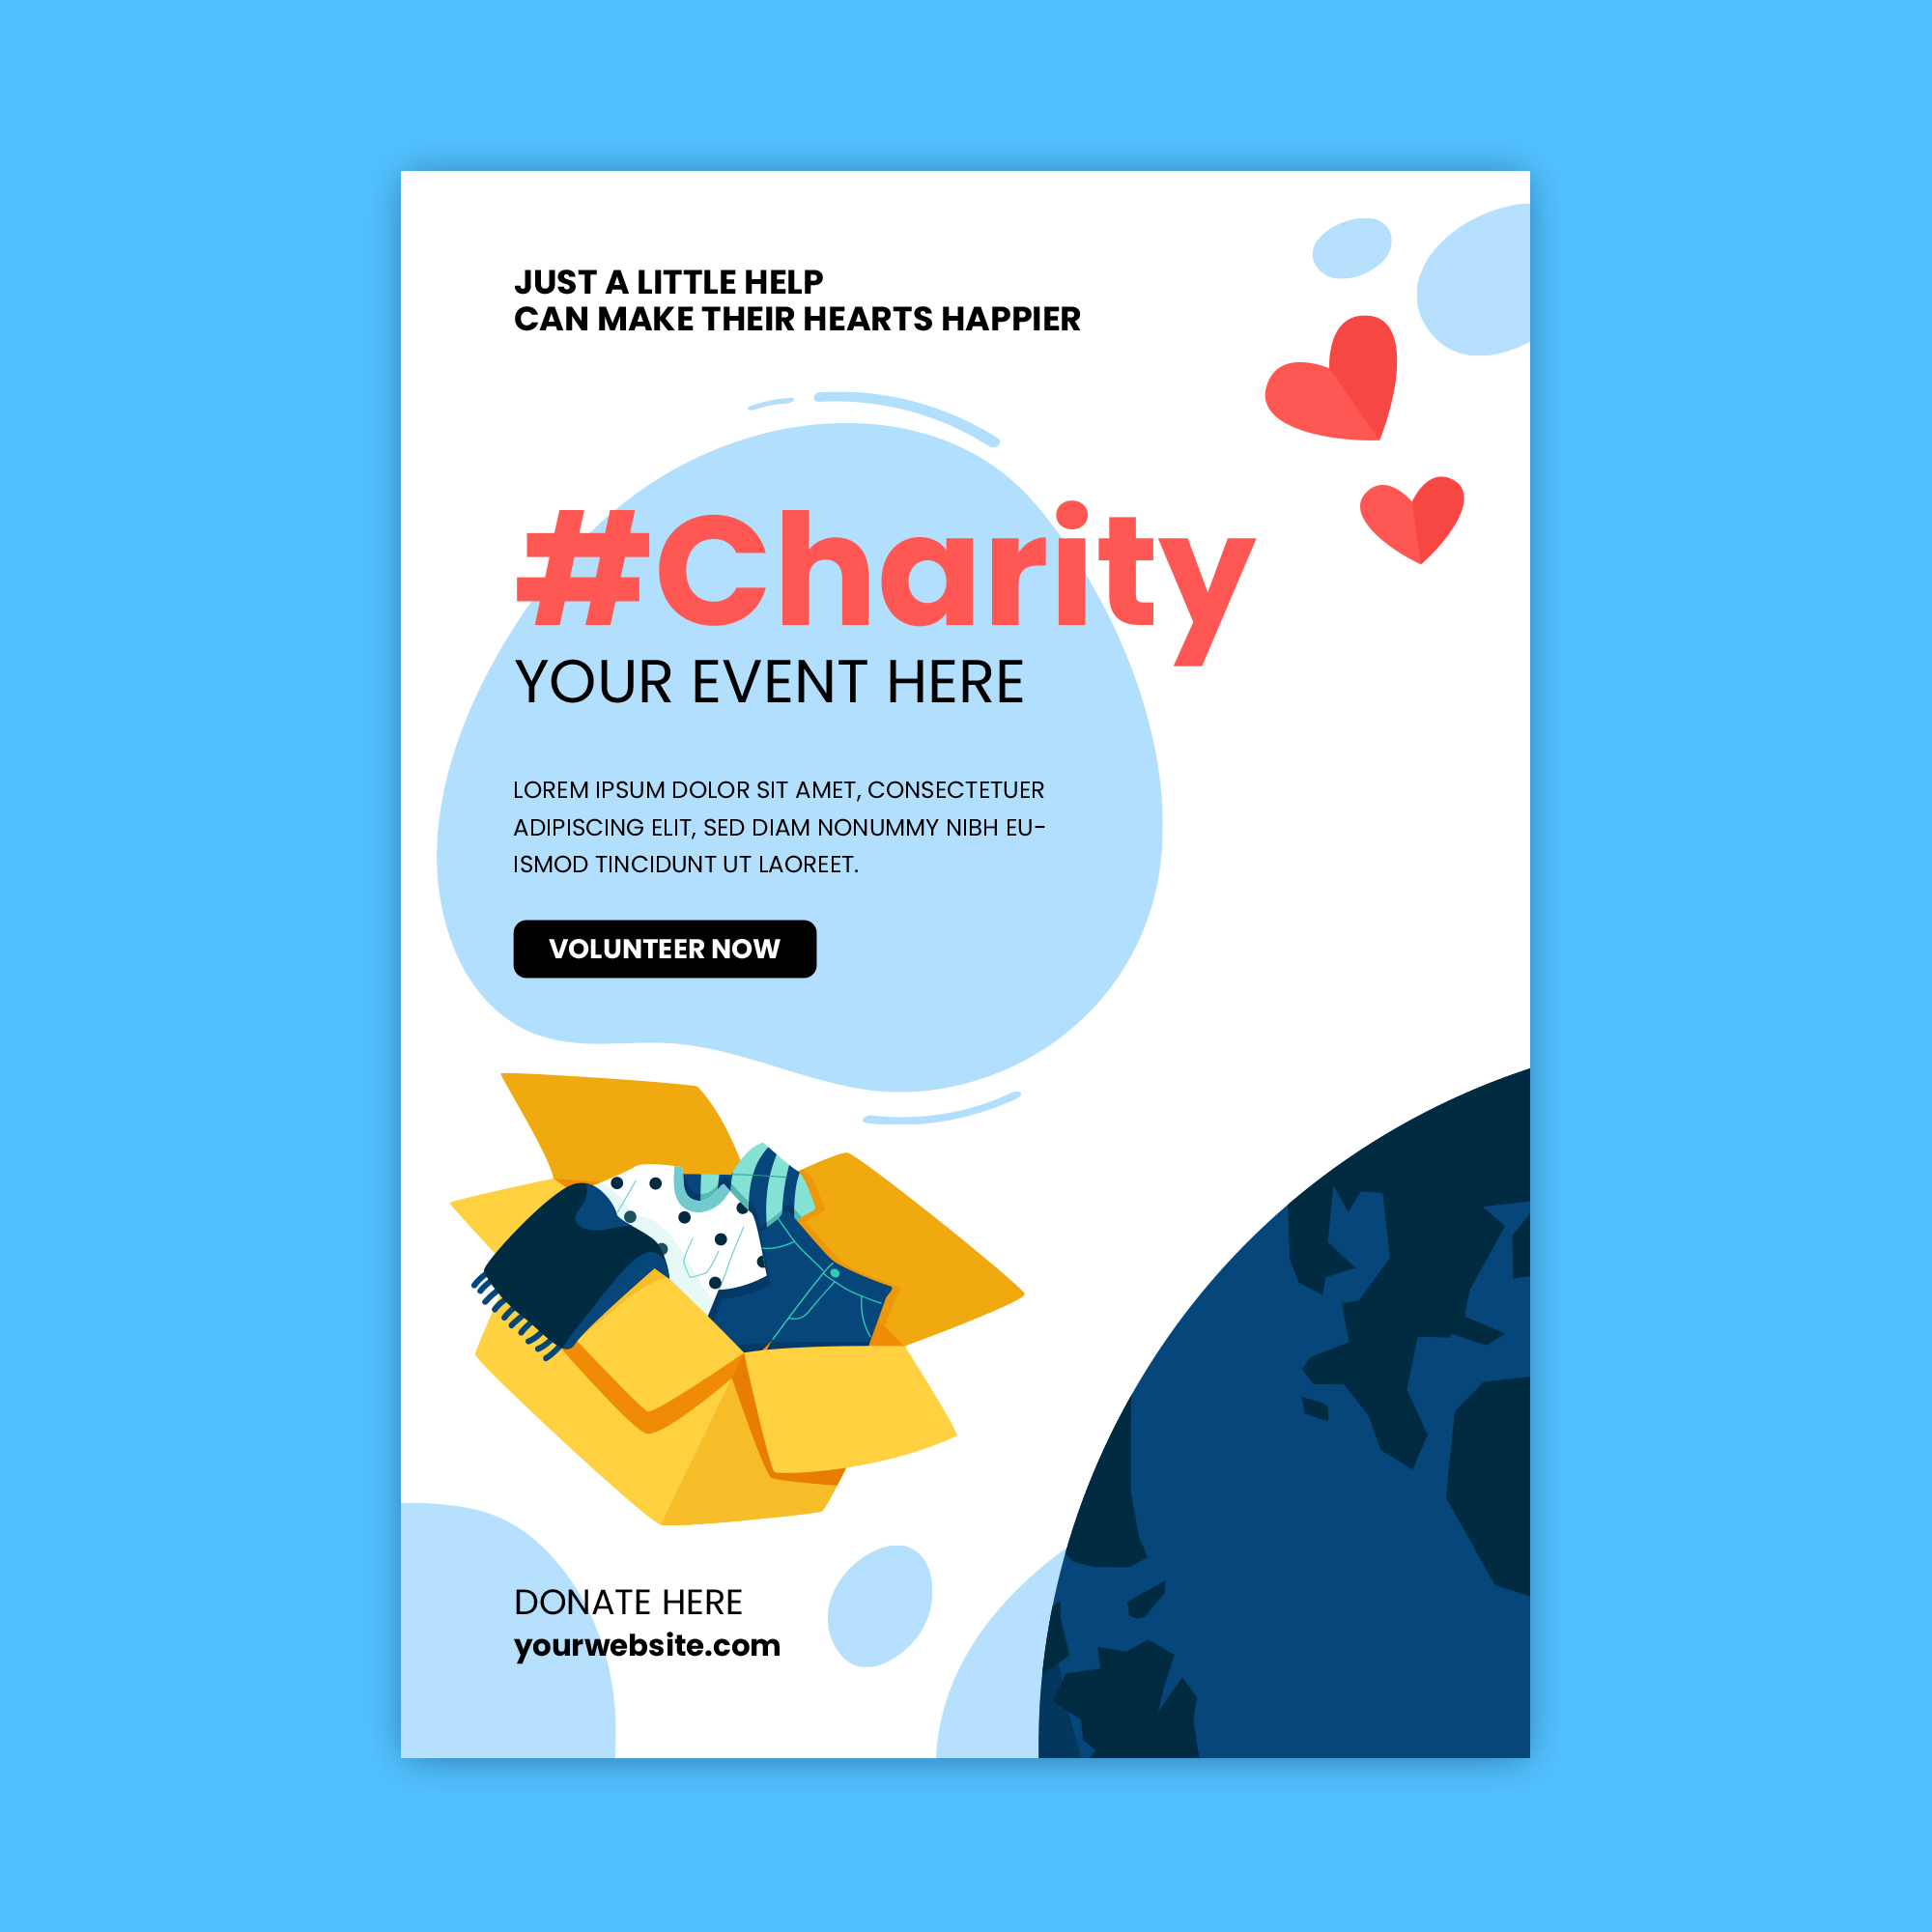 JUST A LITTLE HELP
CAN MAKE THEIR HEARTS HAPPIER
#Charity
YOUR EVENT HERE
LOREM IPSUM DOLOR SIT AMET, CONSECTETUER
ADIPISCING ELIT, SED DIAM NONUMMY NIBH EU-
ISMOD TINCIDUNT UT LAOREET.
VOLUNTEER NOW
DONATE HERE
yourwebsite.com